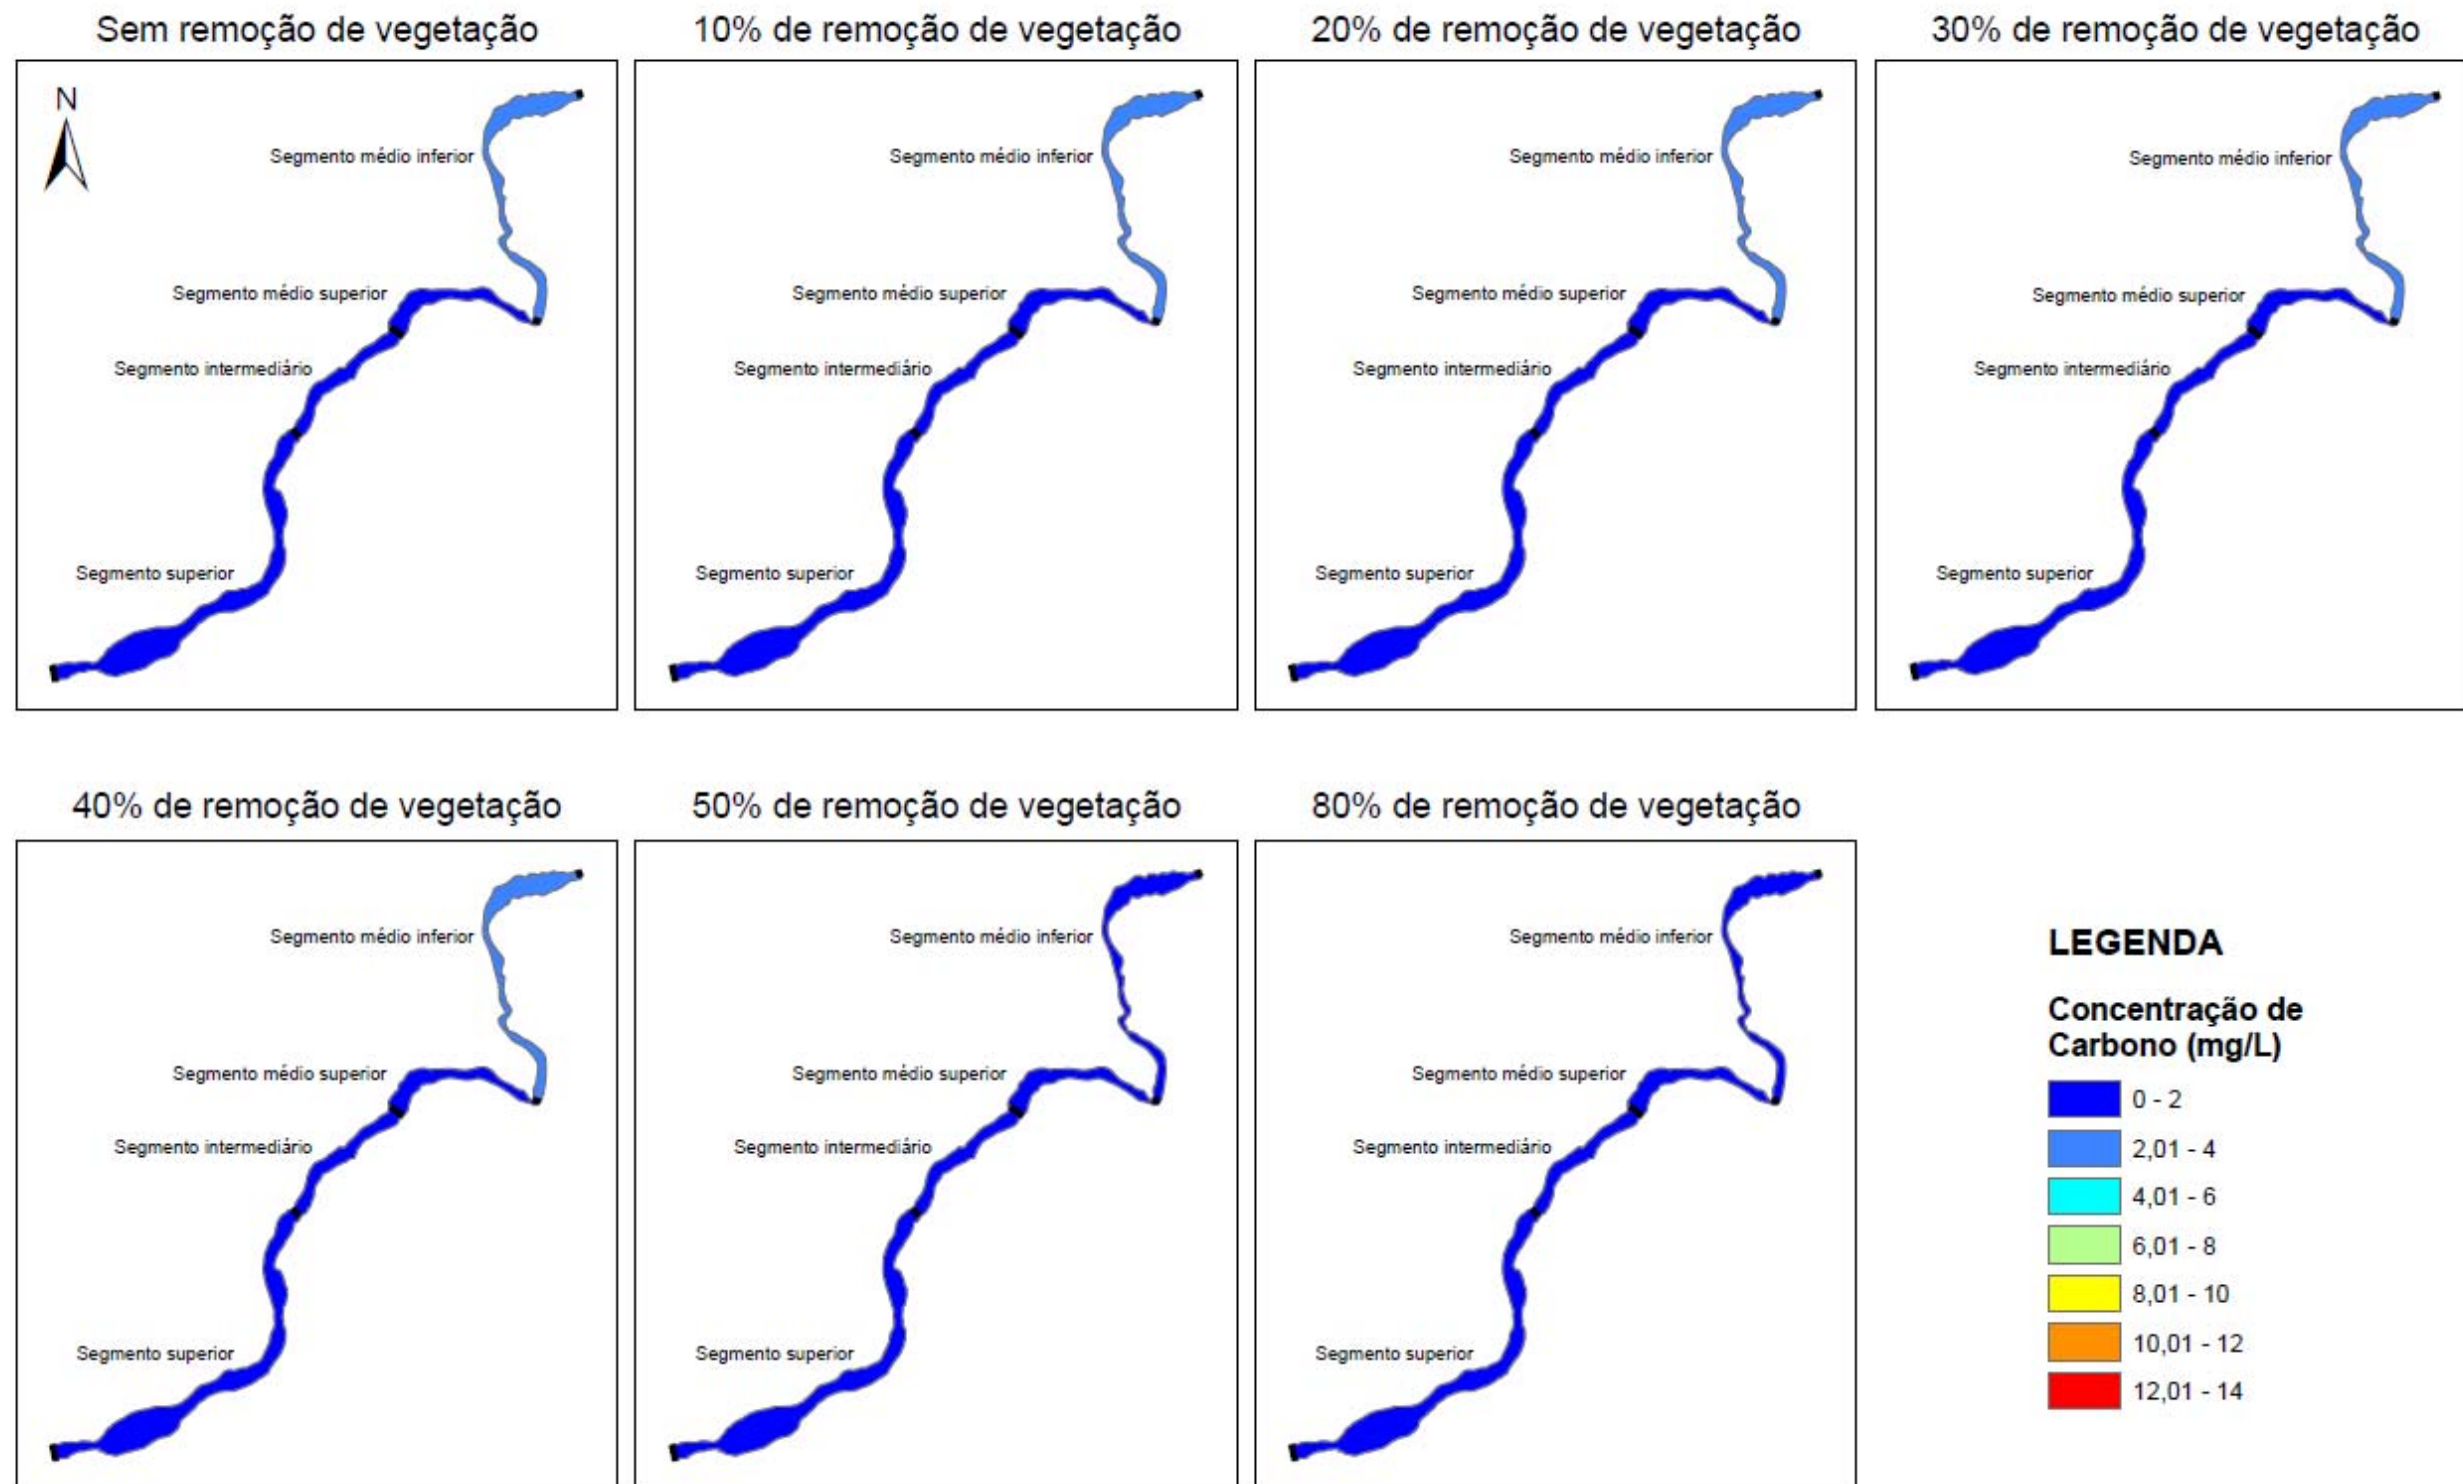 Sem remoção de vegetação
10% de remoção de vegetação
20% de remoção de vegetação
30% de remoção de vegetação
N
Segmento médio inferior
Segmento médio superior
Segmento intermediário
Segmento superior
Segmento médio inferior
Segmento médio superior
Segmento intermediário
Segmento superior
Segmento médio inferior
Segmento médio superior
Segmento intermediário
Segmento superior
Segmento médio inferior
Segmento médio superior
Segmento intermediário
Segmento superior
40% de remoção de vegetação
50% de remoção de vegetação
80% de remoção de vegetação
Segmento médio inferior
Segmento médio superior
Segmento intermediário
Segmento superior
Segmento médio inferior
Segmento médio superior
Segmento intermediário
Segmento superior
Segmento médio inferior
Segmento médio superior
Segmento intermediário
Segmento superior
LEGENDA
Concentração de
Carbono (mg/L)
0 - 2
2,01 - 4
4,01 - 6
6,01 - 8
8,01 - 10
10,01 - 12
12,01 - 14